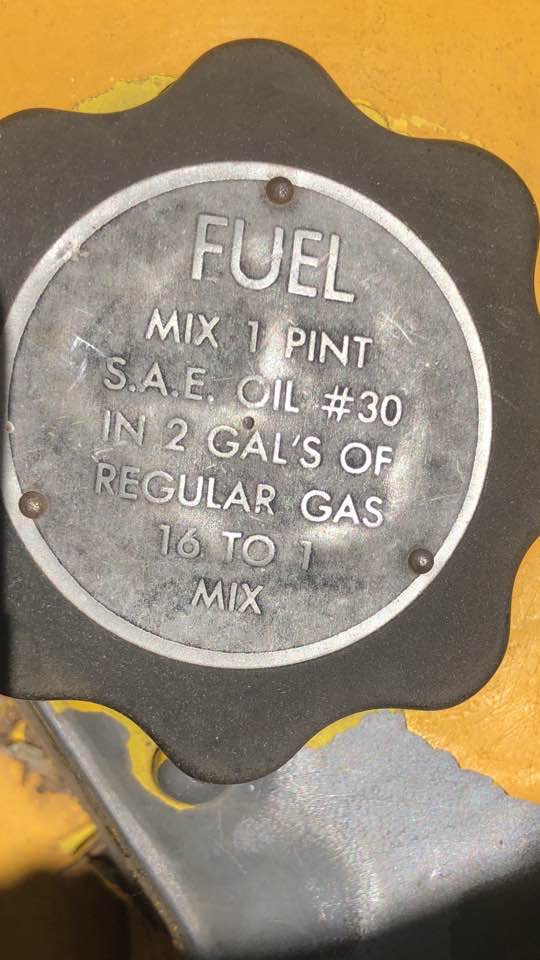 FUEL
MIX 1 PINT
S.A.E. OIL #30
IN 2 GAL'S OF
REGULAR GAS
16 TO 1
MIX